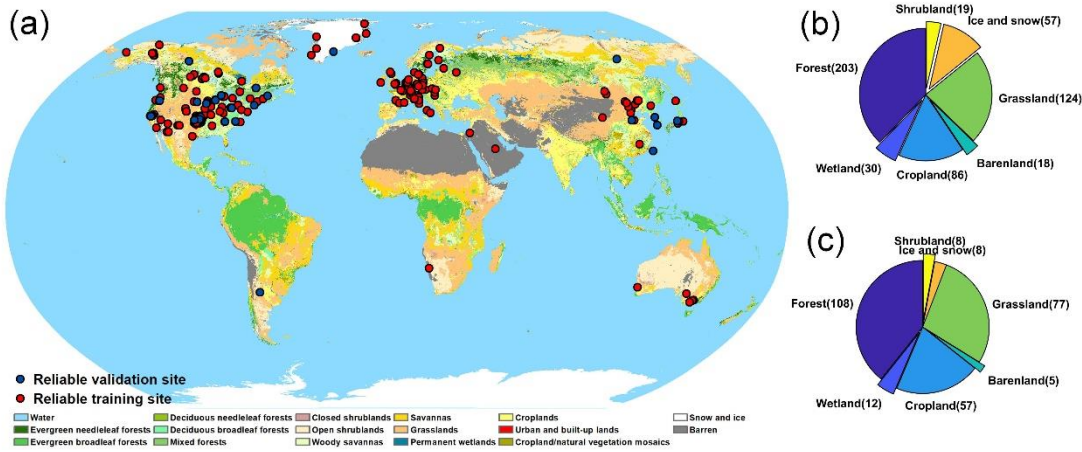 (a)
Reliable validation site
Reliable training site
Water
Evergreen needleleaf forests
Evergreen broadleaf forests
Deciduous needleleaf forests
Deciduous broadleaf forests
Mixed forests
Closed shrublands
Open shrublands
Woody savannas
Savannas
Grasslands
Permanent wetlands
Croplands
Urban and built-up lands
Cropland/natural vegetation mosaics
Snow and ice
Barren
(b)
Shrubland(19)
Ice and snow(57)
Forest(203)
Grassland(124)
Barenland(18)
Wetland(30)
Cropland(86)
(c)
Shrubland(8)
Ice and snow(8)
Forest(108)
Grassland(77)
Barenland(5)
Wetland(12)
Cropland(57)